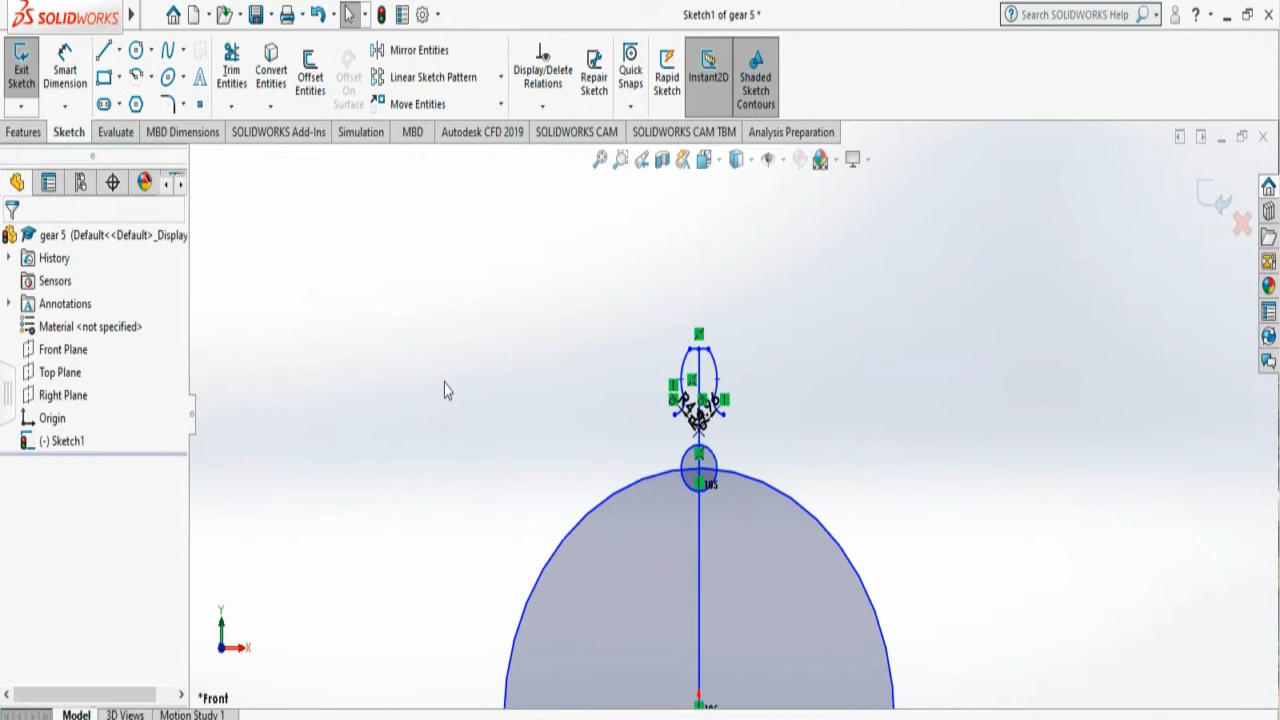 SOLIDWORKS
Sketch1 of gear 5 *
Search SOLIDWORKS Help
?
Exit Sketch
Smart Dimension
Trim Entities
Convert Entities
Offset Entities
Offset On Surface
Mirror Entities
Linear Sketch Pattern
Move Entities
Display/Delete Relations
Repair Sketch
Quick Snaps
Rapid Sketch
Instant2D
Shaded Sketch Contours
Features
Sketch
Evaluate
MBD Dimensions
SOLIDWORKS Add-Ins
Simulation
MBD
Autodesk CFD 2019
SOLIDWORKS CAM
SOLIDWORKS CAM TBM
Analysis Preparation
gear 5 (Default<<Default>_Display
History
Sensors
Annotations
Material <not specified>
Front Plane
Top Plane
Right Plane
Origin
(-) Sketch1
Y
X
*Front
Model
3D Views
Motion Study 1